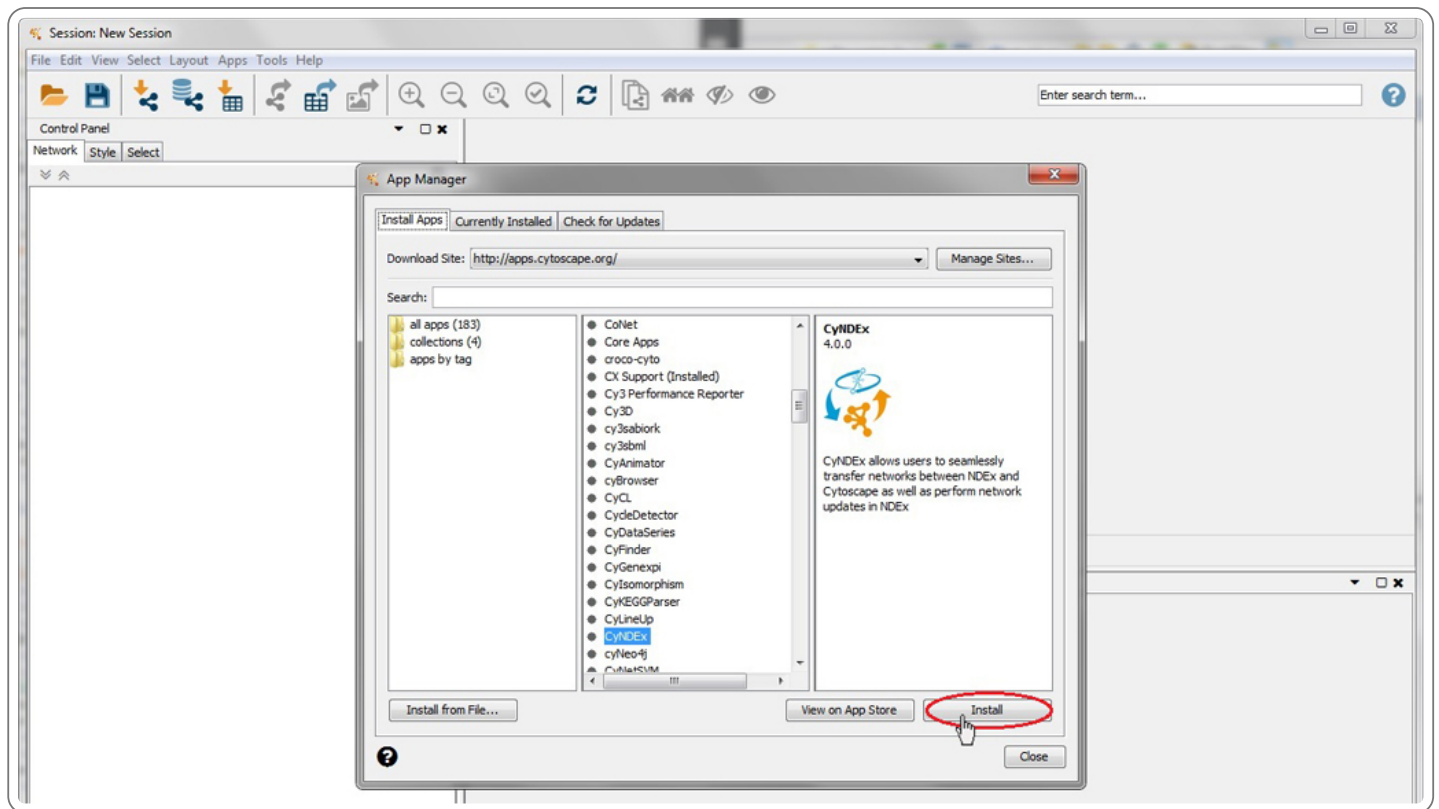 Session: New Session
File Edit View Select Layout Apps Tools Help
Enter search term...
Control Panel
Network Style Select
App Manager
Install Apps Currently Installed Check for Updates
Download Site: http://apps.cytoscape.org/ Manage Sites...
Search:
all apps (183)
collections (4)
apps by tag
CoNet
Core Apps
croco-cyto
CX Support (Installed)
Cy3 Performance Reporter
Cy3D
cy3sabiork
cy3sbml
CyAnimator
cyBrowser
CyCL
CycleDetector
CyDataSeries
CyFinder
CyGenexpi
CyIsomorphism
CyKEGGParser
CyLineUp
CyNDEx
cyNeo4j
CyNetSVM
CyNDEx
4.0.0
CyNDEx allows users to seamlessly
transfer networks between NDEx and
Cytoscape as well as perform network
updates in NDEx
Install from File... View on App Store Install
Close